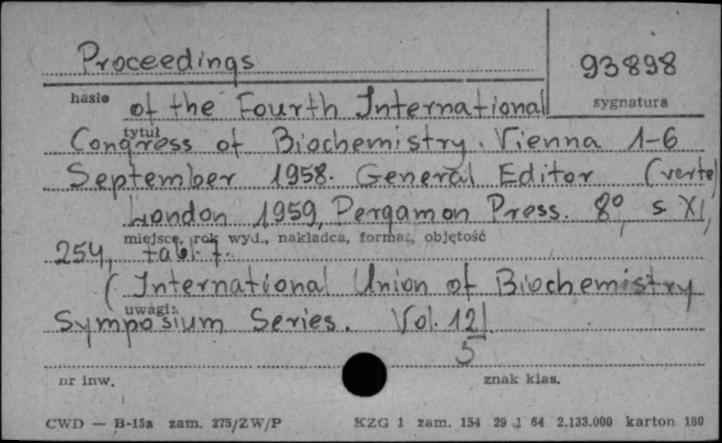 Proceedings
93898
hasło
sygnatura
of the Fourth International
tytuł
Congress of Biochemistry. Vienna 1-6
September 1958. General Editor (verte)
London 1959, Pergamon Press. 8°, s. XI,
miejsce, rok wyd., nakładca, format, objętość
254, tabl. 7.
(International Union of Biochemistry
uwagi:
Symposium Series. Vol. 12).
5
nr inw.
znak klas.
CWD — B-15a zam. 275/ZW/P
KZG 1 zam. 154 29 1 64 2.133.000 karton 180